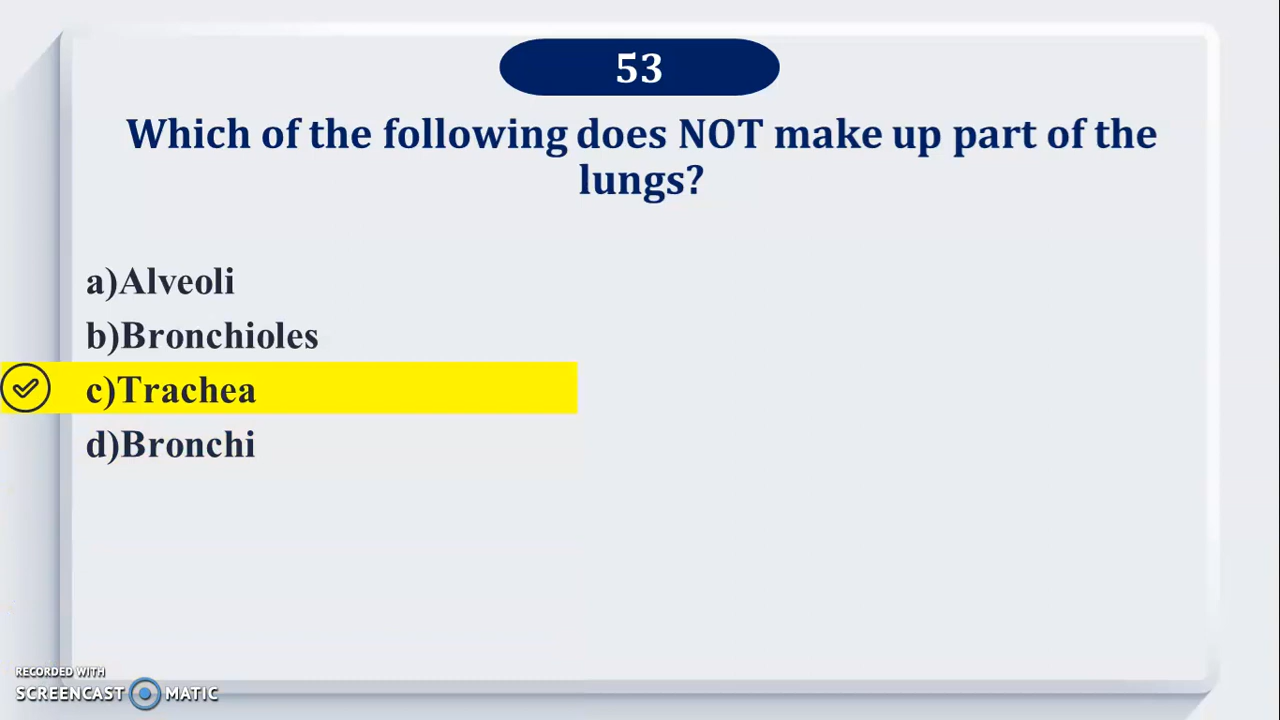 53
Which of the following does NOT make up part of the
lungs?
a)Alveoli
b)Bronchioles
c)Trachea
d)Bronchi
RECORDED WITH
SCREENCAST MATIC